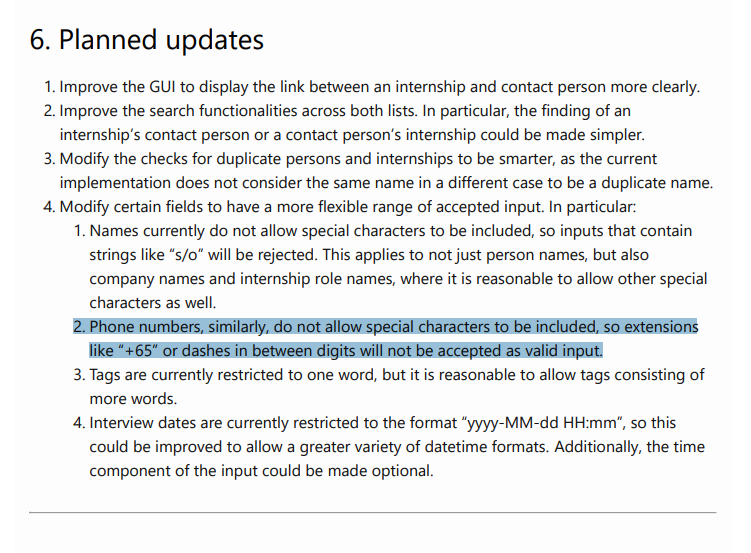 6. Planned updates
1. Improve the GUI to display the link between an internship and contact person more clearly.
2. Improve the search functionalities across both lists. In particular, the finding of an
internship’s contact person or a contact person’s internship could be made simpler.
3. Modify the checks for duplicate persons and internships to be smarter, as the current
implementation does not consider the same name in a different case to be a duplicate name.
4. Modify certain fields to have a more flexible range of accepted input. In particular:
1. Names currently do not allow special characters to be included, so inputs that contain
strings like “s/o” will be rejected. This applies to not just person names, but also
company names and internship role names, where it is reasonable to allow other special
characters as well.
2. Phone numbers, similarly, do not allow special characters to be included, so extensions
like “+65” or dashes in between digits will not be accepted as valid input.
3. Tags are currently restricted to one word, but it is reasonable to allow tags consisting of
more words.
4. Interview dates are currently restricted to the format “yyyy-MM-dd HH:mm”, so this
could be improved to allow a greater variety of datetime formats. Additionally, the time
component of the input could be made optional.